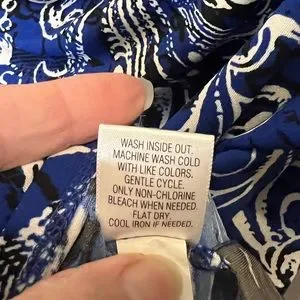 WASH INSIDE OUT.
MACHINE WASH COLD
WITH LIKE COLORS.
GENTLE CYCLE.
ONLY NON-CHLORINE
BLEACH WHEN NEEDED.
FLAT DRY.
COOL IRON IF NEEDED.